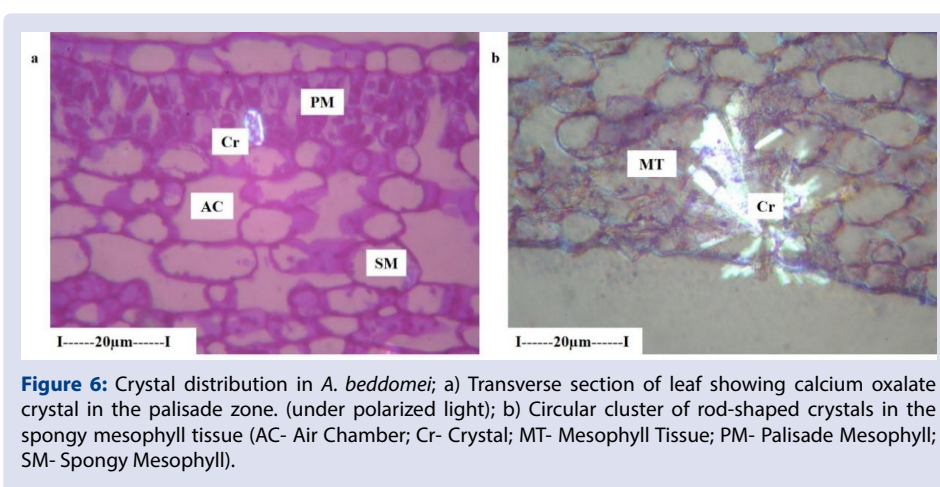 a
PM
Cr
AC
SM
I------20µm------I
b
MT
Cr
I------20µm------I
Figure 6: Crystal distribution in A. beddomei; a) Transverse section of leaf showing calcium oxalate
crystal in the palisade zone. (under polarized light); b) Circular cluster of rod-shaped crystals in the
spongy mesophyll tissue (AC- Air Chamber; Cr- Crystal; MT- Mesophyll Tissue; PM- Palisade Mesophyll;
SM- Spongy Mesophyll).